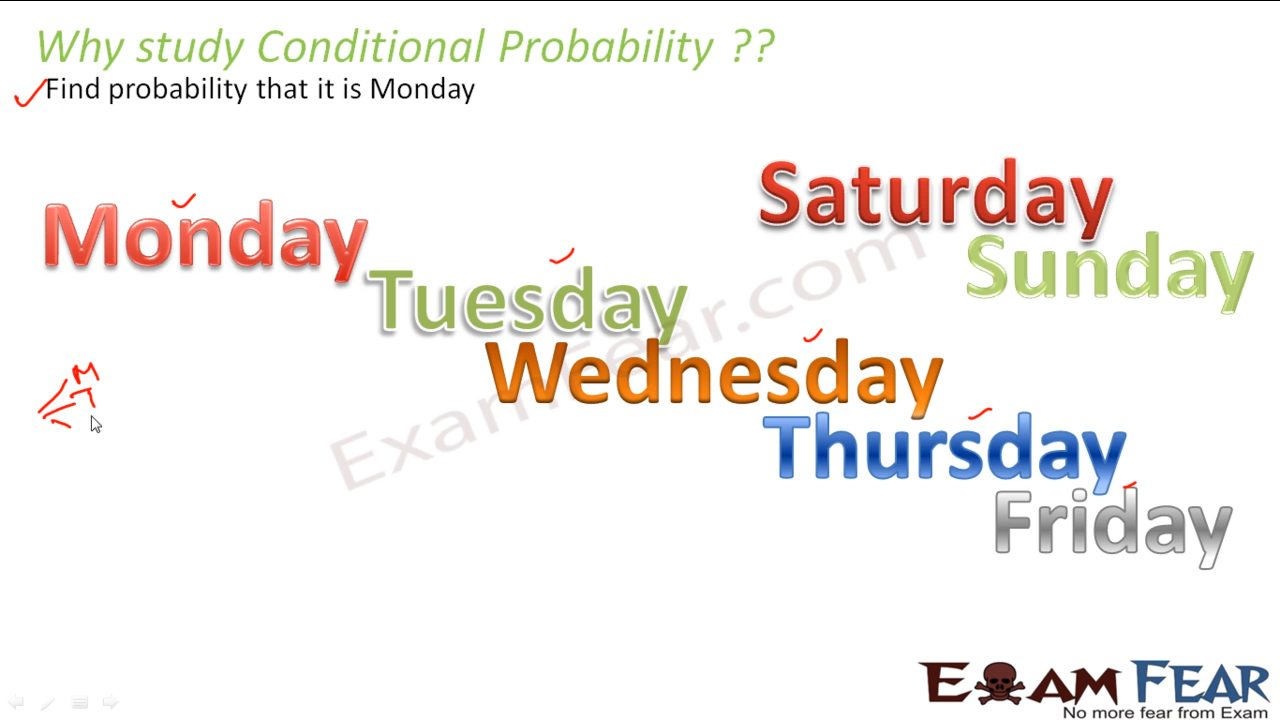 Why study Conditional Probability ??
Find probability that it is Monday
Monday
Tuesday
Wednesday
Thursday
Friday
Saturday
Sunday
M
T
ExamFear.com
EXAM FEAR
No more fear from Exam